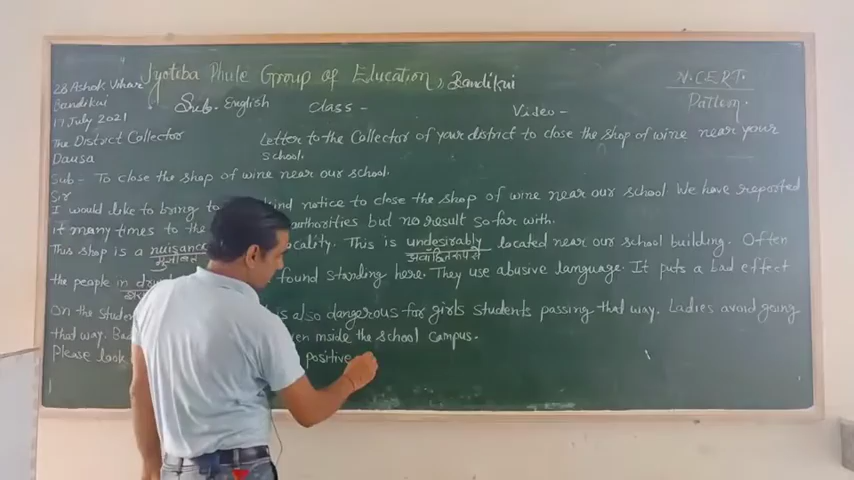 Jyotiba Phule Group of Education, Bandikui
N.C.E.R.T.
Pattern
28 Ashok Vihar
Bandikui
17 July 2021
Sub. English Class - Video -
The District Collector
Dausa
Letter to the Collector of your district to close the shop of wine near your
school.
Sub - To close the shop of wine near our school.
Sir
I would like to bring to kind notice to close the shop of wine near our school. We have reported
it many times to the authorities but no result so far with.
This shop is a nuisance locality. This is undesirably located near our school building. Often
the people in found standing here. They use abusive language. It puts a bad effect
on the is also dangerous for girls students passing that way. Ladies avoid going
that way. inside the school campus.
Please look positive